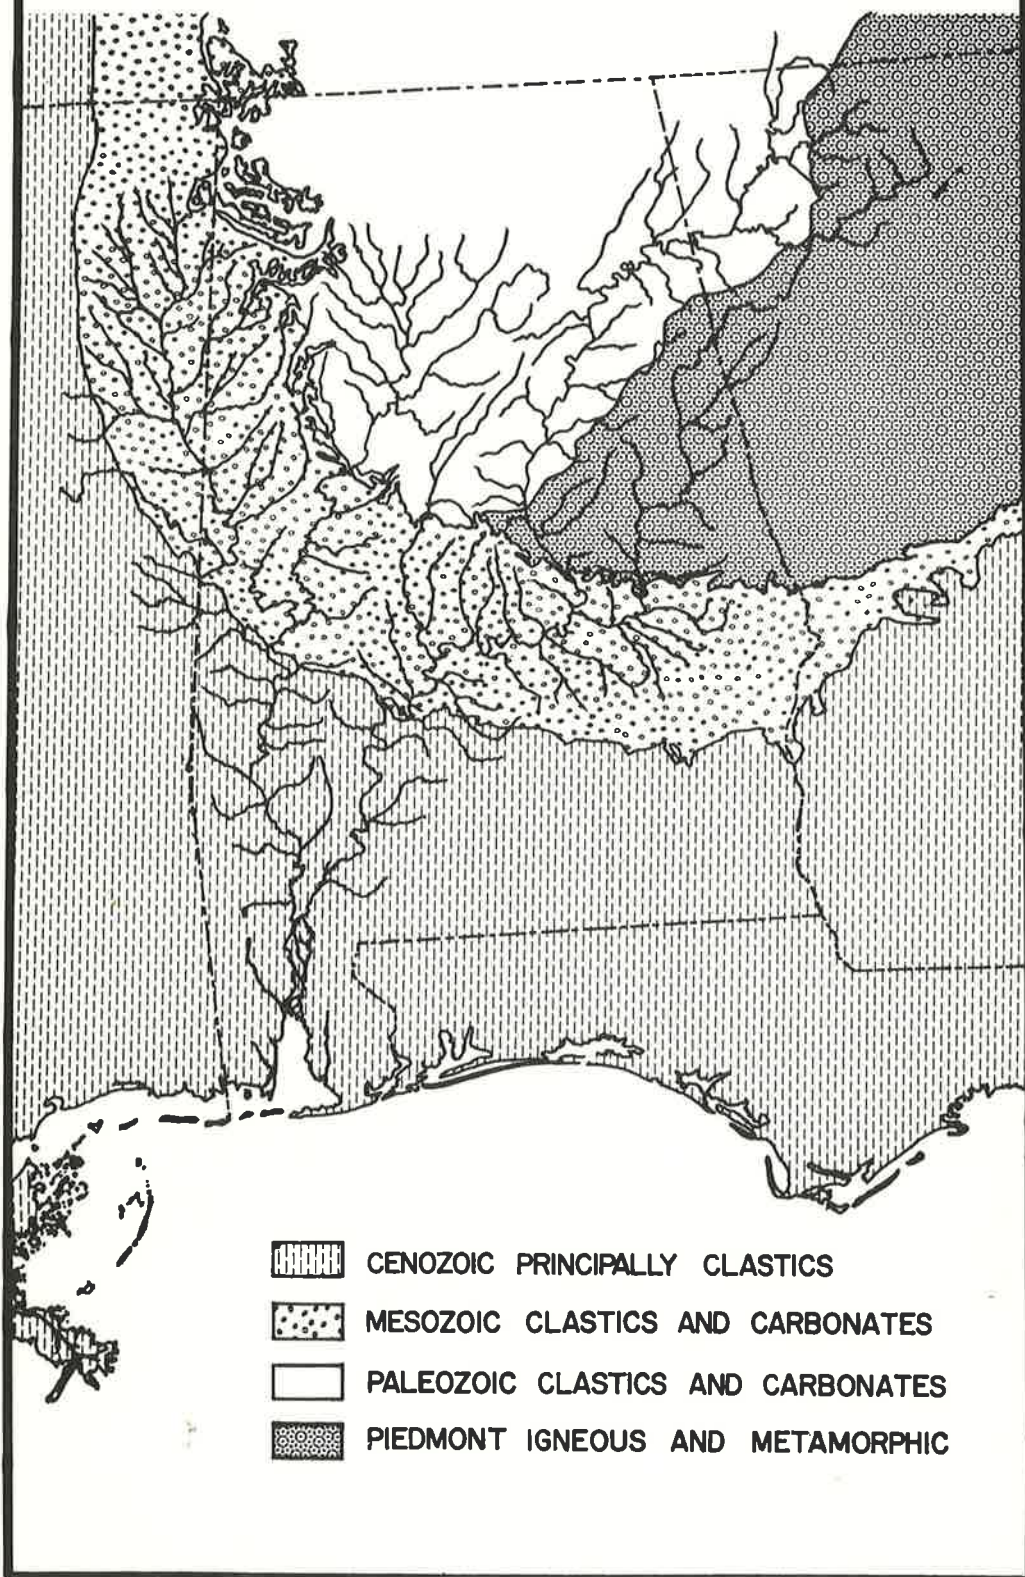 CENOZOIC PRINCIPALLY CLASTICS
MESOZOIC CLASTICS AND CARBONATES
PALEOZOIC CLASTICS AND CARBONATES
PIEDMONT IGNEOUS AND METAMORPHIC